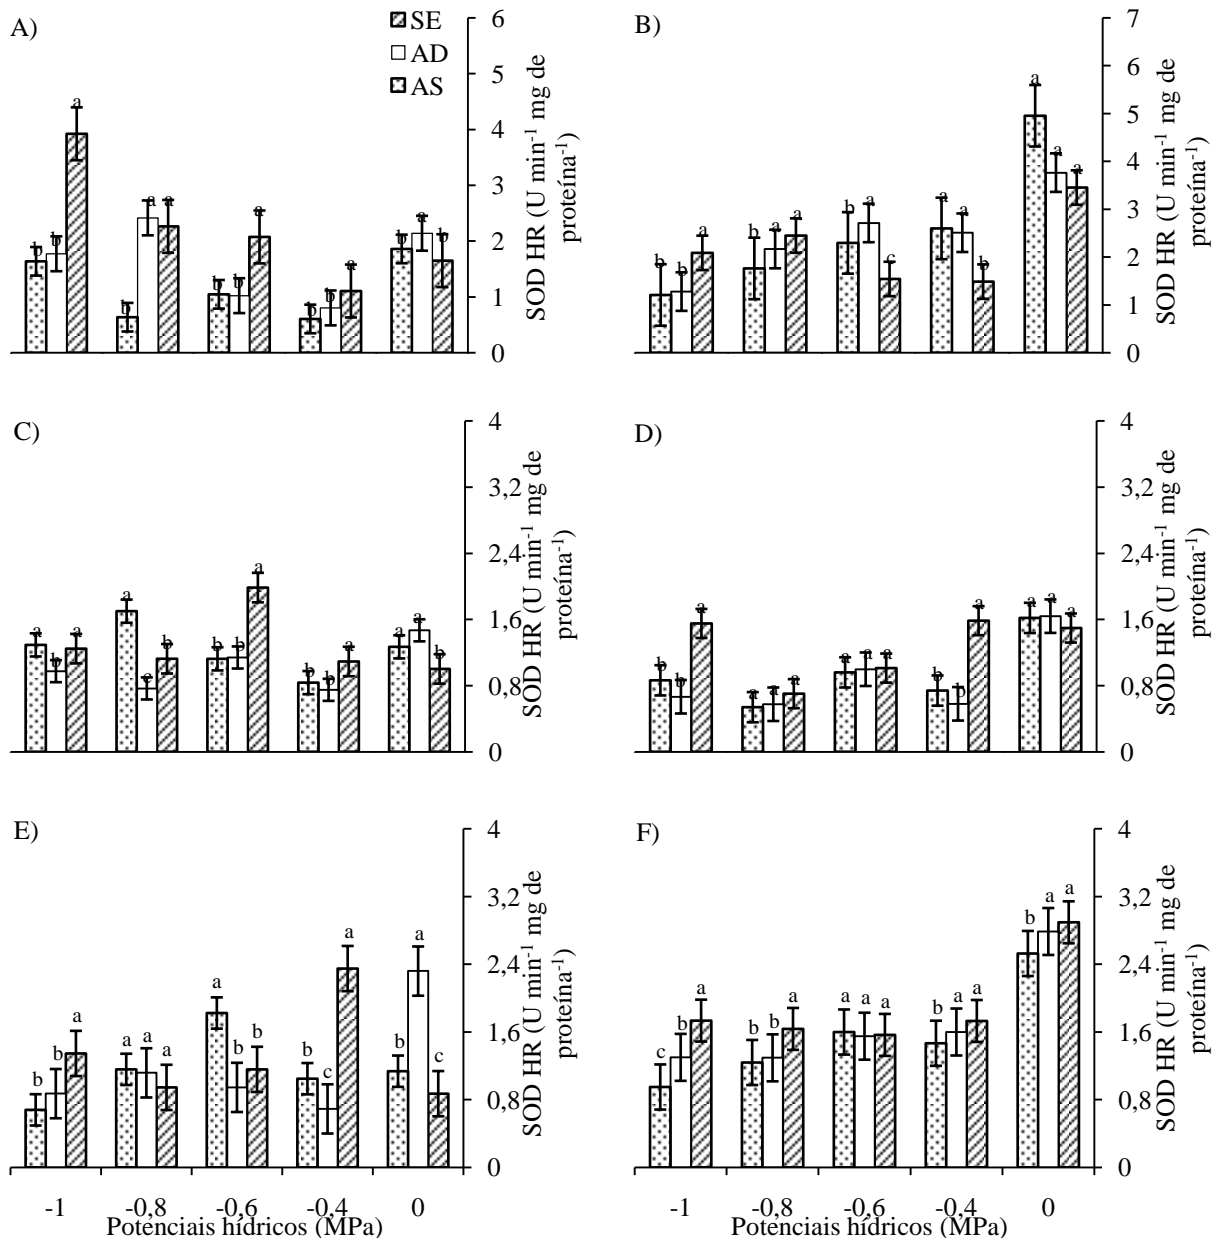 A)
SE
AD
AS
6
5
4
3
2
1
0
SOD HR (U min⁻¹ mg de
proteína⁻¹)
b
b
a
b
a
a
b
b
a
b
b
a
b
a
b
B)
7
6
5
4
3
2
1
0
SOD HR (U min⁻¹ mg de
proteína⁻¹)
b
b
a
b
a
a
b
a
c
a
a
b
a
a
a
C)
4
3,2
2,4
1,6
0,8
0
SOD HR (U min⁻¹ mg de
proteína⁻¹)
a
b
a
a
c
b
b
b
a
b
b
a
a
a
b
D)
4
3,2
2,4
1,6
0,8
0
SOD HR (U min⁻¹ mg de
proteína⁻¹)
b
b
a
a
a
a
a
a
a
b
b
a
a
a
a
E)
4
3,2
2,4
1,6
0,8
0
SOD HR (U min⁻¹ mg de
proteína⁻¹)
b
b
a
a
a
a
a
b
b
b
c
a
b
a
c
-1
-0,8
-0,6
-0,4
0
Potenciais hídricos (MPa)
F)
4
3,2
2,4
1,6
0,8
0
SOD HR (U min⁻¹ mg de
proteína⁻¹)
c
b
a
b
b
a
a
a
a
b
a
a
b
a
a
-1
-0,8
-0,6
-0,4
0
Potenciais hídricos (MPa)